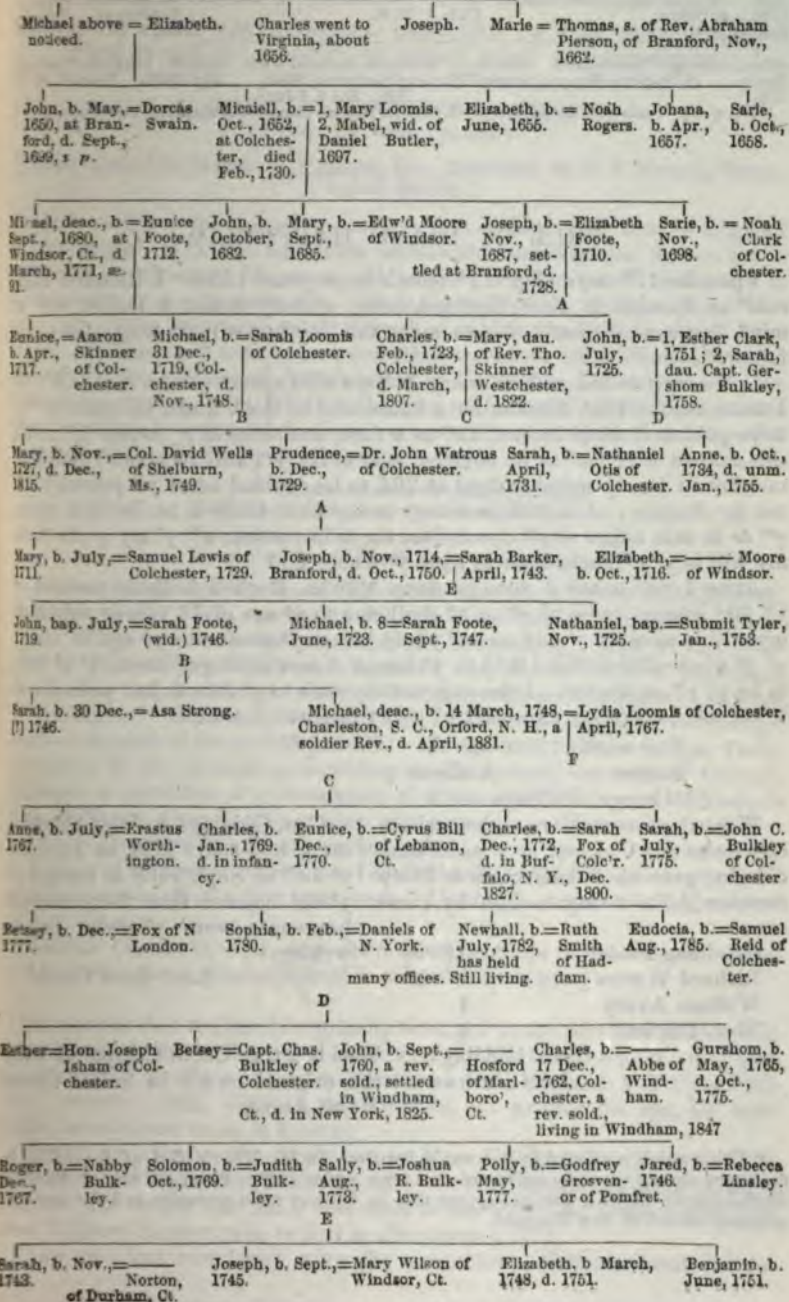 Michael above = Elizabeth.
noticed.
Charles went to
Virginia, about
1656.
Joseph.
Marie = Thomas, s. of Rev. Abraham
Pierson, of Branford, Nov.,
1662.
John, b. May,=Dorcas
1650, at Bran- Swain.
ford, d. Sept.,
1699, s. p.
Micaiell, b.=1, Mary Loomis,
Oct., 1652, 2, Mabel, wid. of
at Colches- Daniel Butler,
ter, died 1697.
Feb., 1730.
Elizabeth, b. = Noah
June, 1655. Rogers.
Johana,
b. Apr.,
1657.
Sarie,
b. Oct.,
1658.
deac., b.=Eunice
Sept., 1680, at Foote,
Windsor, Ct., d. 1712.
March, 1771, æ.
91.
John, b.
October,
1682.
Mary, b.=Edw'd Moore
Sept., of Windsor.
1685.
Joseph, b.=Elizabeth
Nov., Foote,
1687, set- 1710.
tled at Branford, d.
1728.
A
Sarie, b. = Noah
Nov., Clark
1698. of Col-
chester.
Eunice,=Aaron
b. Apr., Skinner
1717. of Col-
chester.
Michael, b.=Sarah Loomis
31 Dec., of Colchester.
1719, Col-
chester, d.
Nov., 1748.
B
Charles, b.=Mary, dau.
Feb., 1723, of Rev. Tho.
Colchester, Skinner of
d. March, Westchester,
1807. d. 1822.
C
John, b.=1, Esther Clark,
July, 1751; 2, Sarah,
1725. dau. Capt. Ger-
shom Bulkley,
1758.
D
Mary, b. Nov.,=Col. David Wells
1727, d. Dec., of Shelburn,
1815. Ms., 1749.
Prudence,=Dr. John Watrous
b. Dec., of Colchester.
1729.
Sarah, b.=Nathaniel
April, Otis of
1731. Colchester.
Anne, b. Oct.,
1734, d. unm.
Jan., 1755.
A
Mary, b. July,=Samuel Lewis of
1711. Colchester, 1729.
Joseph, b. Nov., 1714,=Sarah Barker,
Branford, d. Oct., 1750. April, 1743.
E
Elizabeth,=—— Moore
b. Oct., 1716. of Windsor.
John, bap. July,=Sarah Foote,
1719. (wid.) 1746.
Michael, b. 8=Sarah Foote,
June, 1723. Sept., 1747.
Nathaniel, bap.=Submit Tyler,
Nov., 1725. Jan., 1753.
B
Sarah, b. 30 Dec.,=Asa Strong.
[?] 1746.
Michael, deac., b. 14 March, 1748,=Lydia Loomis of Colchester,
Charleston, S. C., Orford, N. H., a April, 1767.
soldier Rev., d. April, 1831.
F
C
Anne, b. July,=Erastus
1767. Worth-
ington.
Charles, b.
Jan., 1769.
d. in infan-
cy.
Eunice, b.=Cyrus Bill
Dec., of Lebanon,
1770. Ct.
Charles, b.=Sarah
Dec., 1772, Fox of
d. in Buf- Colc'r.
falo, N. Y., Dec.
1827. 1800.
Sarah, b.=John C.
July, Bulkley
1775. of Col-
chester
Betsey, b. Dec.,=Fox of N
1777. London.
Sophia, b. Feb.,=Daniels of
1780. N. York.
Newhall, b.=Ruth
July, 1782, Smith
has held of Had-
many offices. Still living. dam.
Eudocia, b.=Samuel
Aug., 1785. Reid of
Colches-
ter.
D
Esther=Hon. Joseph
Isham of Col-
chester.
Betsey=Capt. Chas.
Bulkley of
Colchester.
John, b. Sept.,=——
1760, a rev. Hosford
sold., settled of Marl-
in Windham, boro',
Ct., d. in New York, 1825. Ct.
Charles, b.=——
17 Dec., Abbe of
1762, Col- Wind-
chester, a ham.
rev. sold.,
living in Windham, 1847
Gurshom, b.
May, 1765,
d. Oct.,
1775.
Roger, b.=Nabby
Dec., Bulk-
1767. ley.
Solomon, b.=Judith
Oct., 1769. Bulk-
ley.
Sally, b.=Joshua
Aug., R. Bulk-
1773. ley.
Polly, b.=Godfrey
May, Grosven-
1777. or of Pomfret.
Jared, b.=Rebecca
1746. Linsley.
E
Sarah, b. Nov.,=——
1743. Norton,
of Durham, Ct.
Joseph, b. Sept.,=Mary Wilson of
1745. Windsor, Ct.
Elizabeth, b March,
1748, d. 1751.
Benjamin, b.
June, 1751.